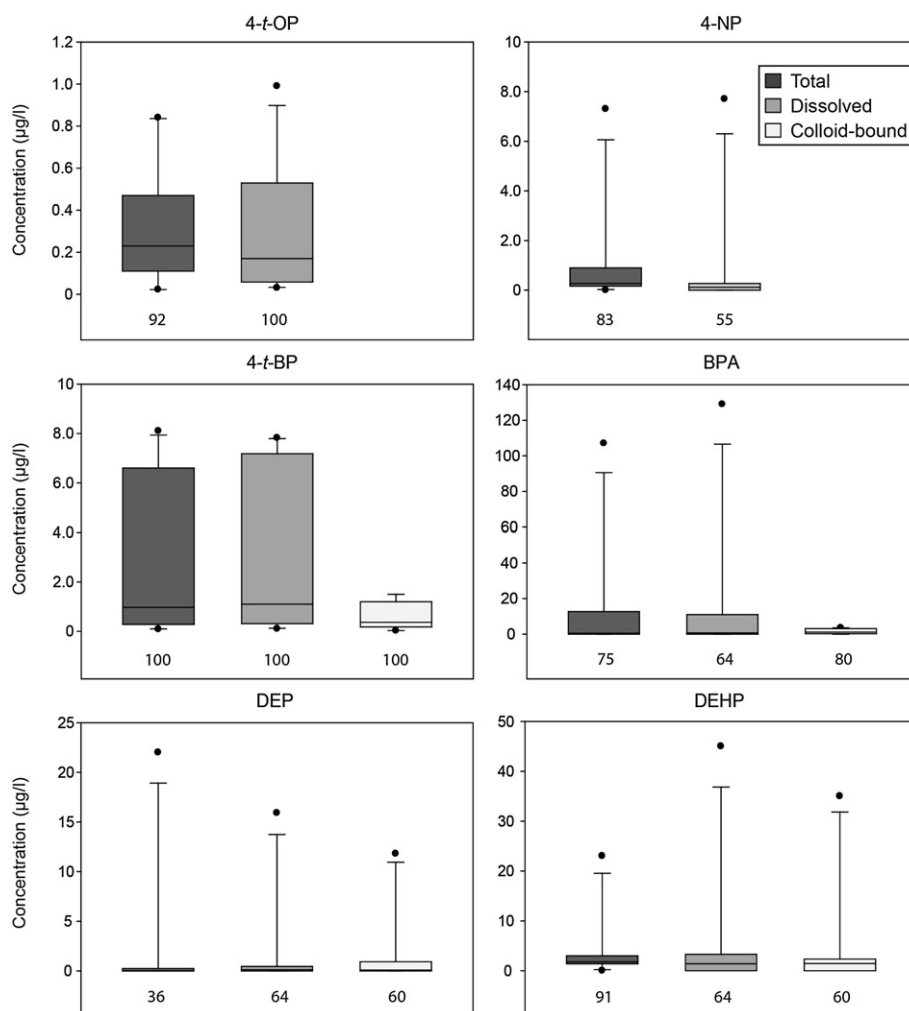 4-t-OP
Concentration (µg/l)
1.2
1.0
0.8
0.6
0.4
0.2
0
92 100
4-NP
10
8.0
6.0
4.0
2.0
0
83 55
Total
Dissolved
Colloid-bound
4-t-BP
Concentration (µg/l)
10
8.0
6.0
4.0
2.0
0
100 100 100
BPA
140
120
100
80
60
40
20
0
75 64 80
DEP
Concentration (µg/l)
25
20
15
10
5
0
36 64 60
DEHP
50
40
30
20
10
0
91 64 60